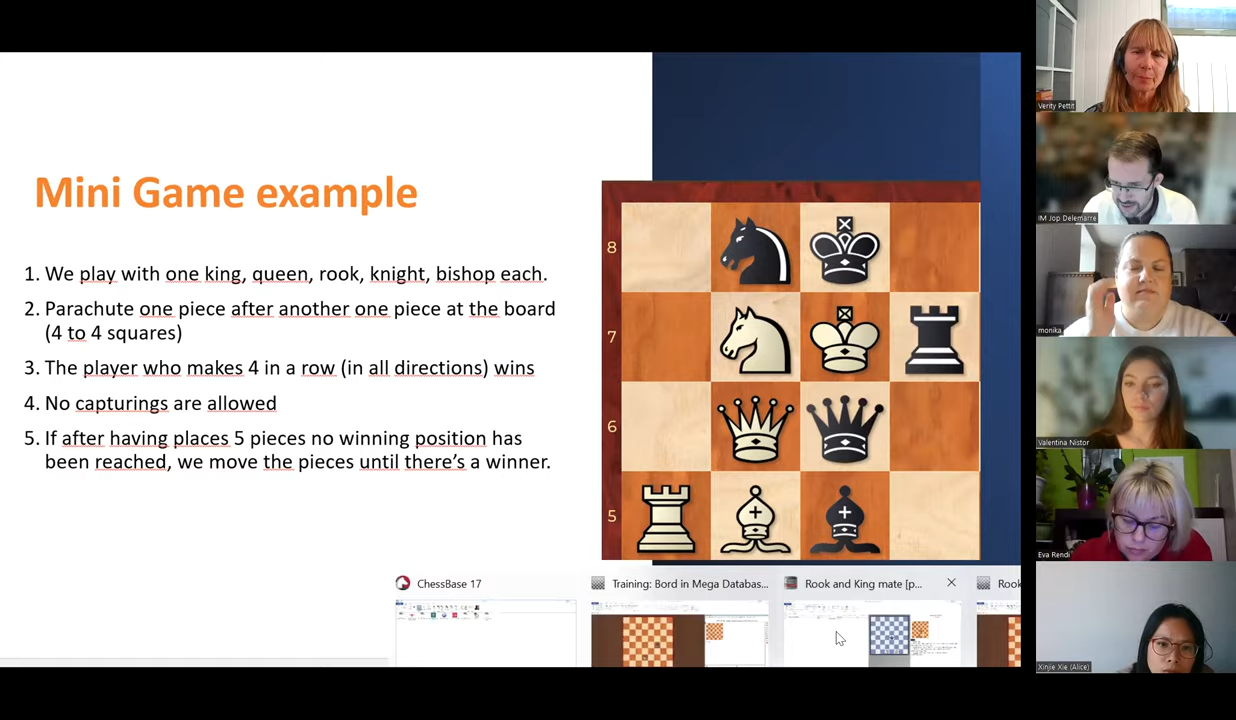 Mini Game example
1. We play with one king, queen, rook, knight, bishop each.
2. Parachute one piece after another one piece at the board
(4 to 4 squares)
3. The player who makes 4 in a row (in all directions) wins
4. No capturings are allowed
5. If after having places 5 pieces no winning position has
been reached, we move the pieces until there's a winner.
8
7
6
5
ChessBase 17
Training: Bord in Mega Databas...
Rook and King mate [p...
Rook
Verity Pettit
IM Jop Delemarre
monika
Valentina Nistor
Eva Rendi
Xinjie Xie (Alice)